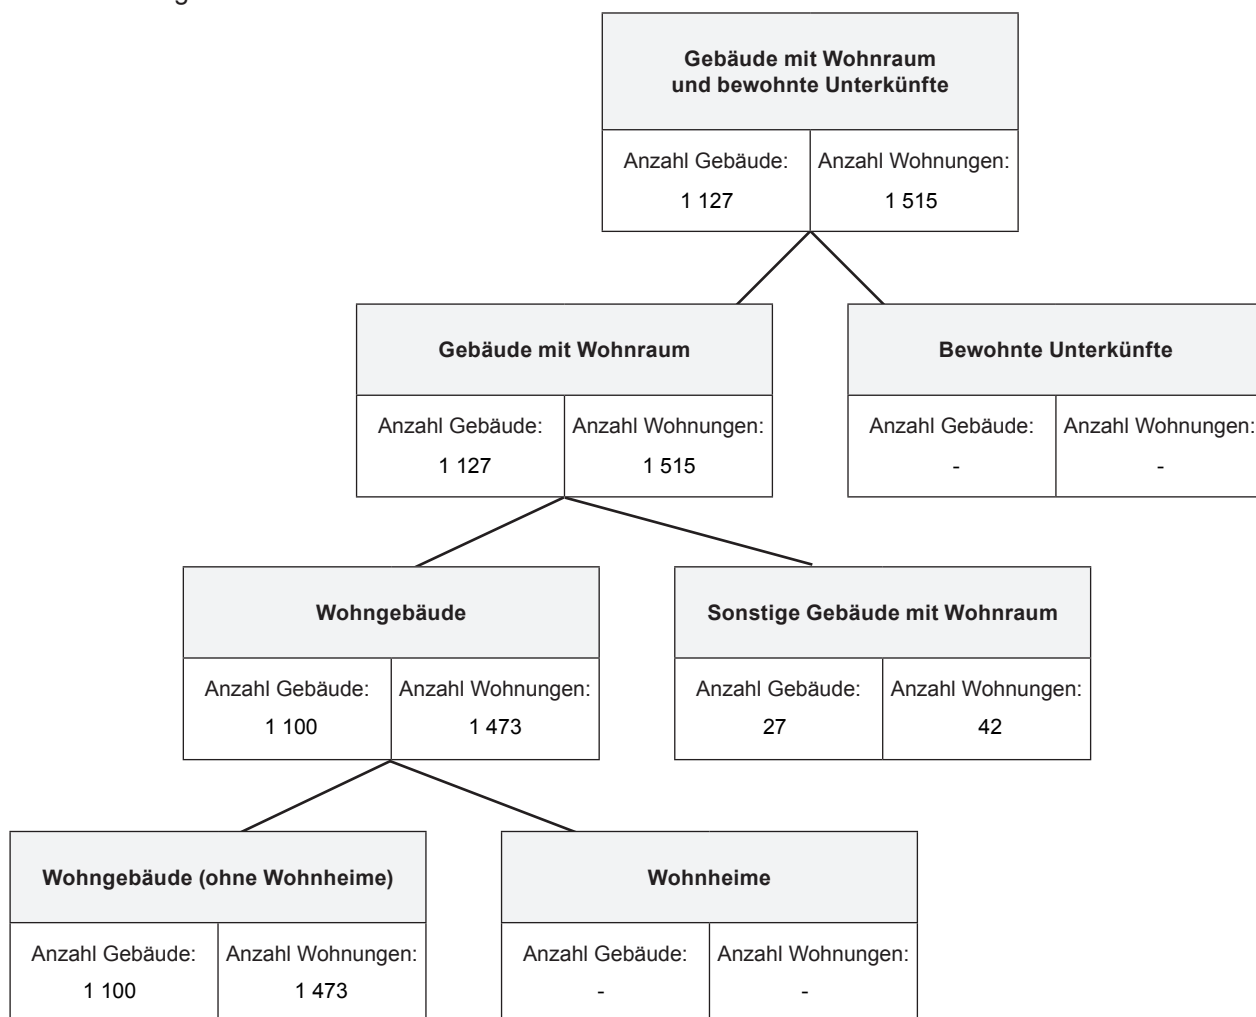 Gebäude mit Wohnraum
und bewohnte Unterkünfte
Anzahl Gebäude: Anzahl Wohnungen:
1 127 1 515
Gebäude mit Wohnraum Bewohnte Unterkünfte
Anzahl Gebäude: Anzahl Wohnungen: Anzahl Gebäude: Anzahl Wohnungen:
1 127 1 515 - -
Wohngebäude Sonstige Gebäude mit Wohnraum
Anzahl Gebäude: Anzahl Wohnungen: Anzahl Gebäude: Anzahl Wohnungen:
1 100 1 473 27 42
Wohngebäude (ohne Wohnheime) Wohnheime
Anzahl Gebäude: Anzahl Wohnungen: Anzahl Gebäude: Anzahl Wohnungen:
1 100 1 473 - -